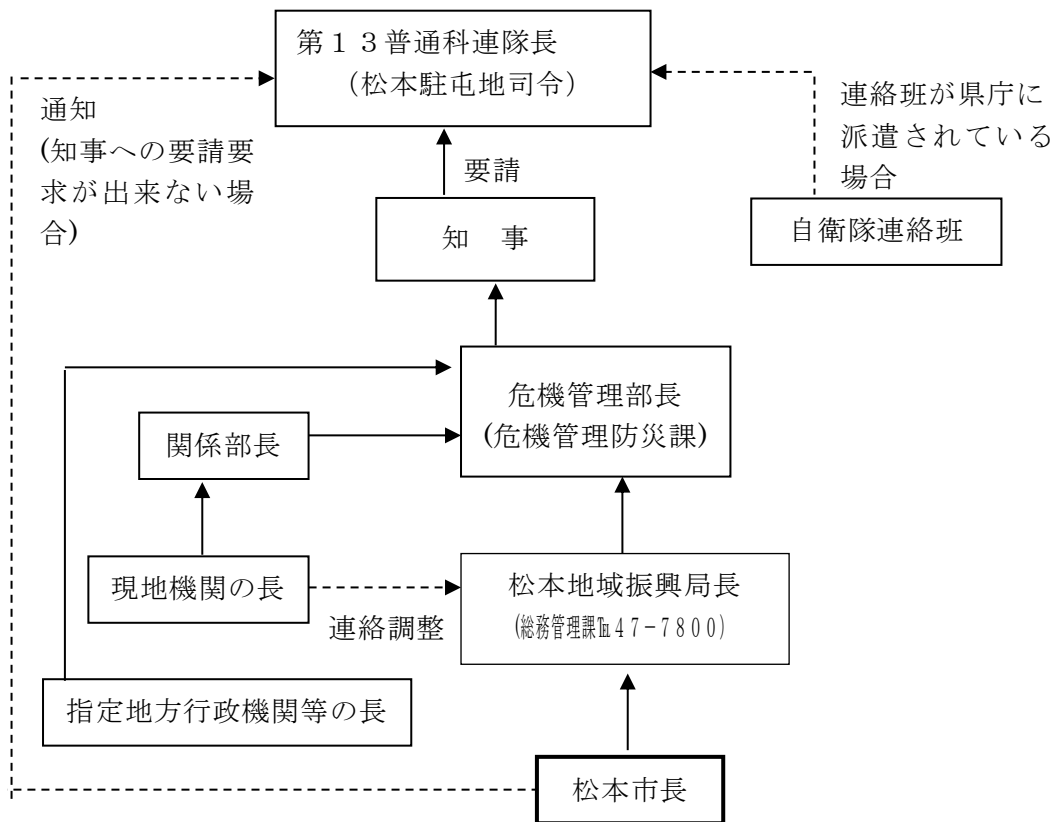 第１３普通科連隊長
（松本駐屯地司令）
通知
(知事への要請要
求が出来ない場
合)
連絡班が県庁に
派遣されている
場合
要請
知　事
自衛隊連絡班
危機管理部長
(危機管理防災課)
関係部長
現地機関の長
連絡調整
松本地域振興局長
(総務管理課℡４７－７８００)
指定地方行政機関等の長
松本市長